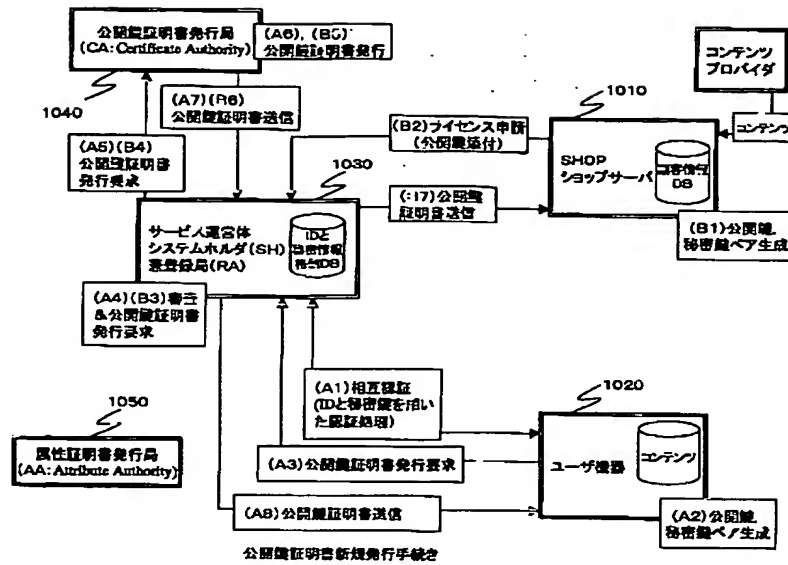 公開鍵証明書発行局
(CA: Certificate Authority)
(A6), (B5)
公開鍵証明書発行
コンテンツ
プロバイダ
1040
(A7)(B6)
公開鍵証明書送信
1010
(B2)ライセンス申請
(公開鍵添付)
コンテンツ
(A5)(B4)
公開鍵証明書
発行要求
1030
SHOP
ショップサーバ
顧客情報
DB
(B7)公開鍵
証明書送信
サービス運営体
システムホルダ(SH)
兼登録局(RA)
IDと
秘密情報
格納DB
(B1)公開鍵,
秘密鍵ペア生成
(A4)(B3)審査
&公開鍵証明書
発行要求
(A1)相互認証
(IDと秘密鍵を用い
た認証処理)
1020
1050
属性証明書発行局
(AA: Attribute Authority)
(A3)公開鍵証明書発行要求
ユーザ機器
コンテンツ
(A8)公開鍵証明書送信
(A2)公開鍵,
秘密鍵ペア生成
公開鍵証明書新規発行手続き